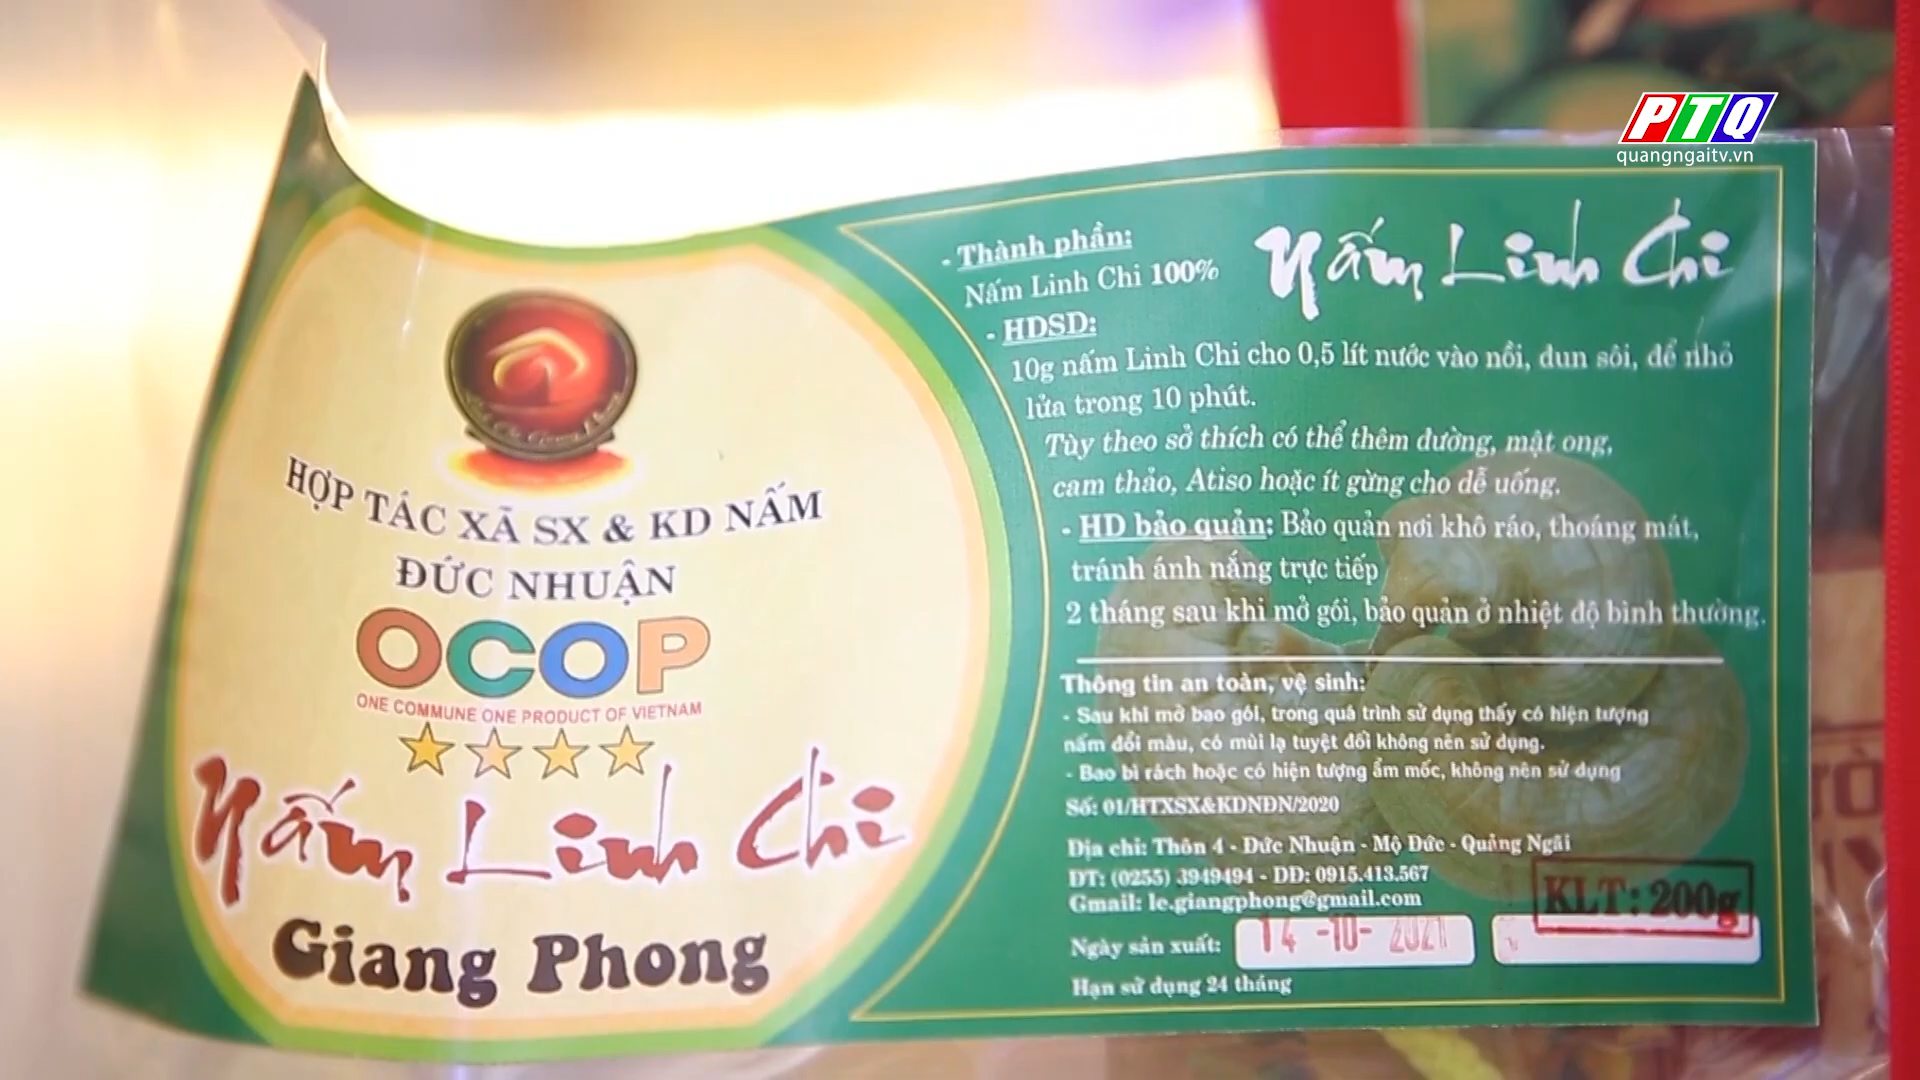 PTQ
quangngaitv.vn
HỢP TÁC XÃ SX & KD NẤM
ĐỨC NHUẬN
OCOP
ONE COMMUNE ONE PRODUCT OF VIETNAM
Nấm Linh Chi
Giang Phong
Nấm Linh Chi
- Thành phần:
Nấm Linh Chi 100%
- HDSD:
10g nấm Linh Chi cho 0,5 lít nước vào nồi, đun sôi, để nhỏ
lửa trong 10 phút.
Tùy theo sở thích có thể thêm đường, mật ong,
cam thảo, Atiso hoặc ít gừng cho dễ uống.
- HD bảo quản: Bảo quản nơi khô ráo, thoáng mát,
tránh ánh nắng trực tiếp
2 tháng sau khi mở gói, bảo quản ở nhiệt độ bình thường.
Thông tin an toàn, vệ sinh:
- Sau khi mở bao gói, trong quá trình sử dụng thấy có hiện tượng
nấm đổi màu, có mùi lạ tuyệt đối không nên sử dụng.
- Bao bì rách hoặc có hiện tượng ẩm mốc, không nên sử dụng
Số: 01/HTXSX&KDNĐN/2020
Địa chỉ: Thôn 4 - Đức Nhuận - Mộ Đức - Quảng Ngãi
ĐT: (0255) 3949494 - DĐ: 0915.413.567
Gmail: le.giangphong@gmail.com
KLT: 200g
Ngày sản xuất: 14 -10- 2021
Hạn sử dụng 24 tháng